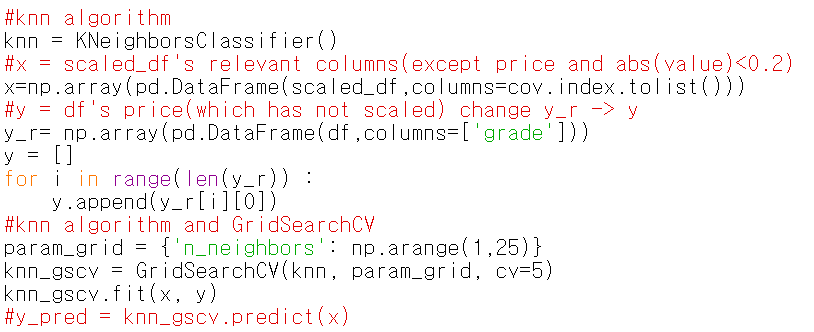 #knn algorithm
knn = KNeighborsClassifier()
#x = scaled_df's relevant columns(except price and abs(value)<0.2)
x=np.array(pd.DataFrame(scaled_df,columns=cov.index.tolist()))
#y = df's price(which has not scaled) change y_r -> y
y_r= np.array(pd.DataFrame(df,columns=['grade']))
y = []
for i in range(len(y_r)) :
    y.append(y_r[i][0])
#knn algorithm and GridSearchCV
param_grid = {'n_neighbors': np.arange(1,25)}
knn_gscv = GridSearchCV(knn, param_grid, cv=5)
knn_gscv.fit(x, y)
#y_pred = knn_gscv.predict(x)